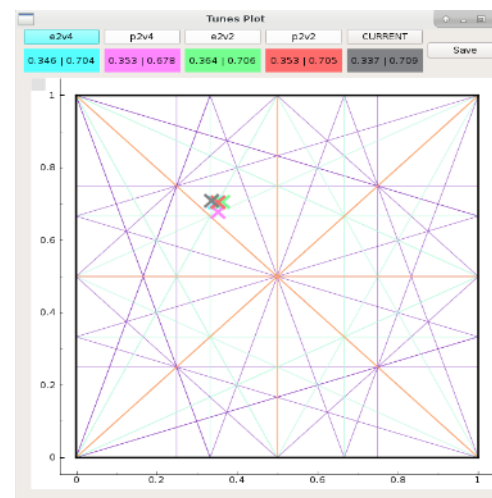 Tunes Plot
e2v4 p2v4 e2v2 p2v2 CURRENT
Save
0.346 | 0.704 0.353 | 0.678 0.364 | 0.706 0.353 | 0.705 0.337 | 0.709
1
0.8
0.6
0.4
0.2
0
0 0.2 0.4 0.6 0.8 1